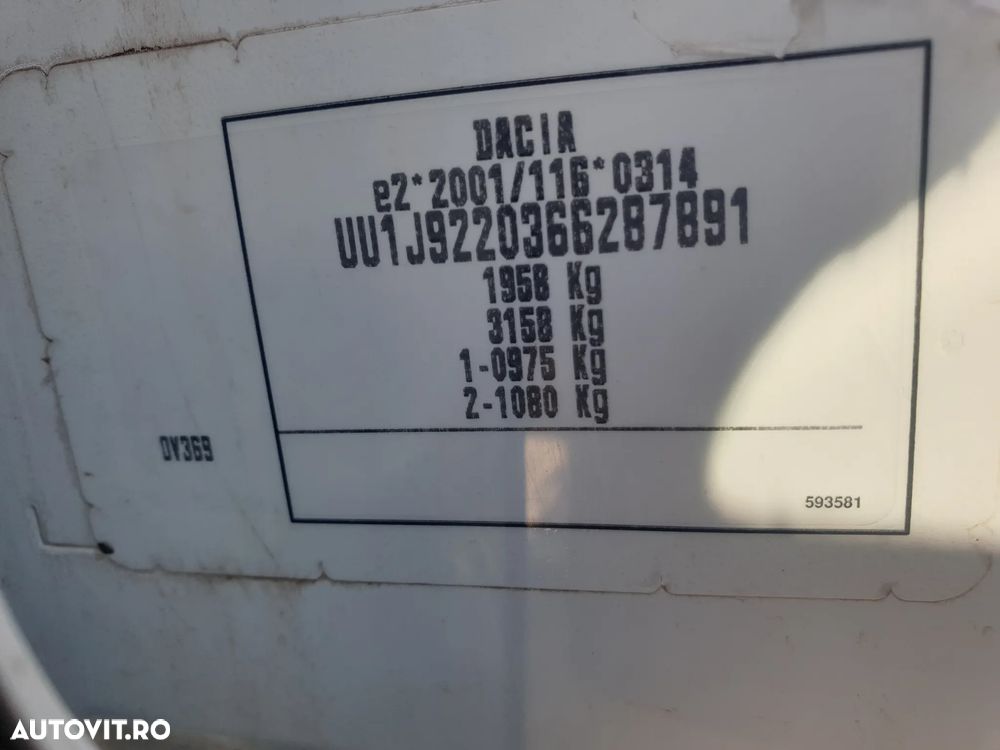 DACIA
e2*2001/116*0314
UU1J9220366287891
1958 Kg
3158 Kg
1-0975 Kg
2-1080 Kg
DV369
593581
AUTOVIT.RO